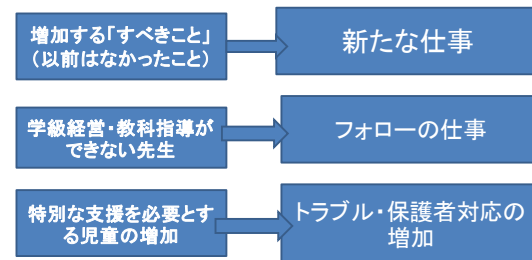 増加する「すべきこと」
（以前はなかったこと）
新たな仕事
学級経営・教科指導が
できない先生
フォローの仕事
特別な支援を必要とす
る児童の増加
トラブル・保護者対応の
増加